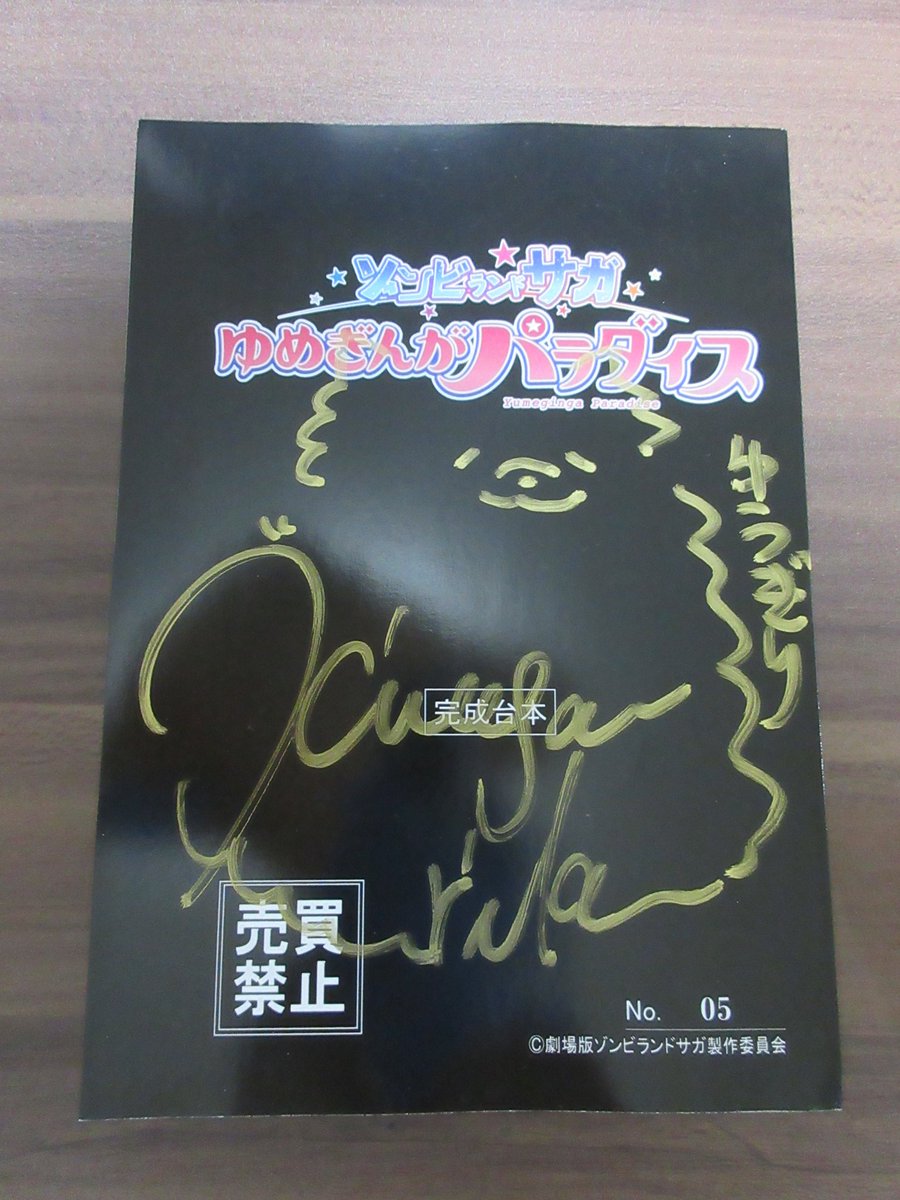 ゾンビランドサガ
ゆめぎんがパラダイス
Yumeginga Paradise
ゆつぎり
完成台本
売買
禁止
No. 05
©劇場版ゾンビランドサガ製作委員会